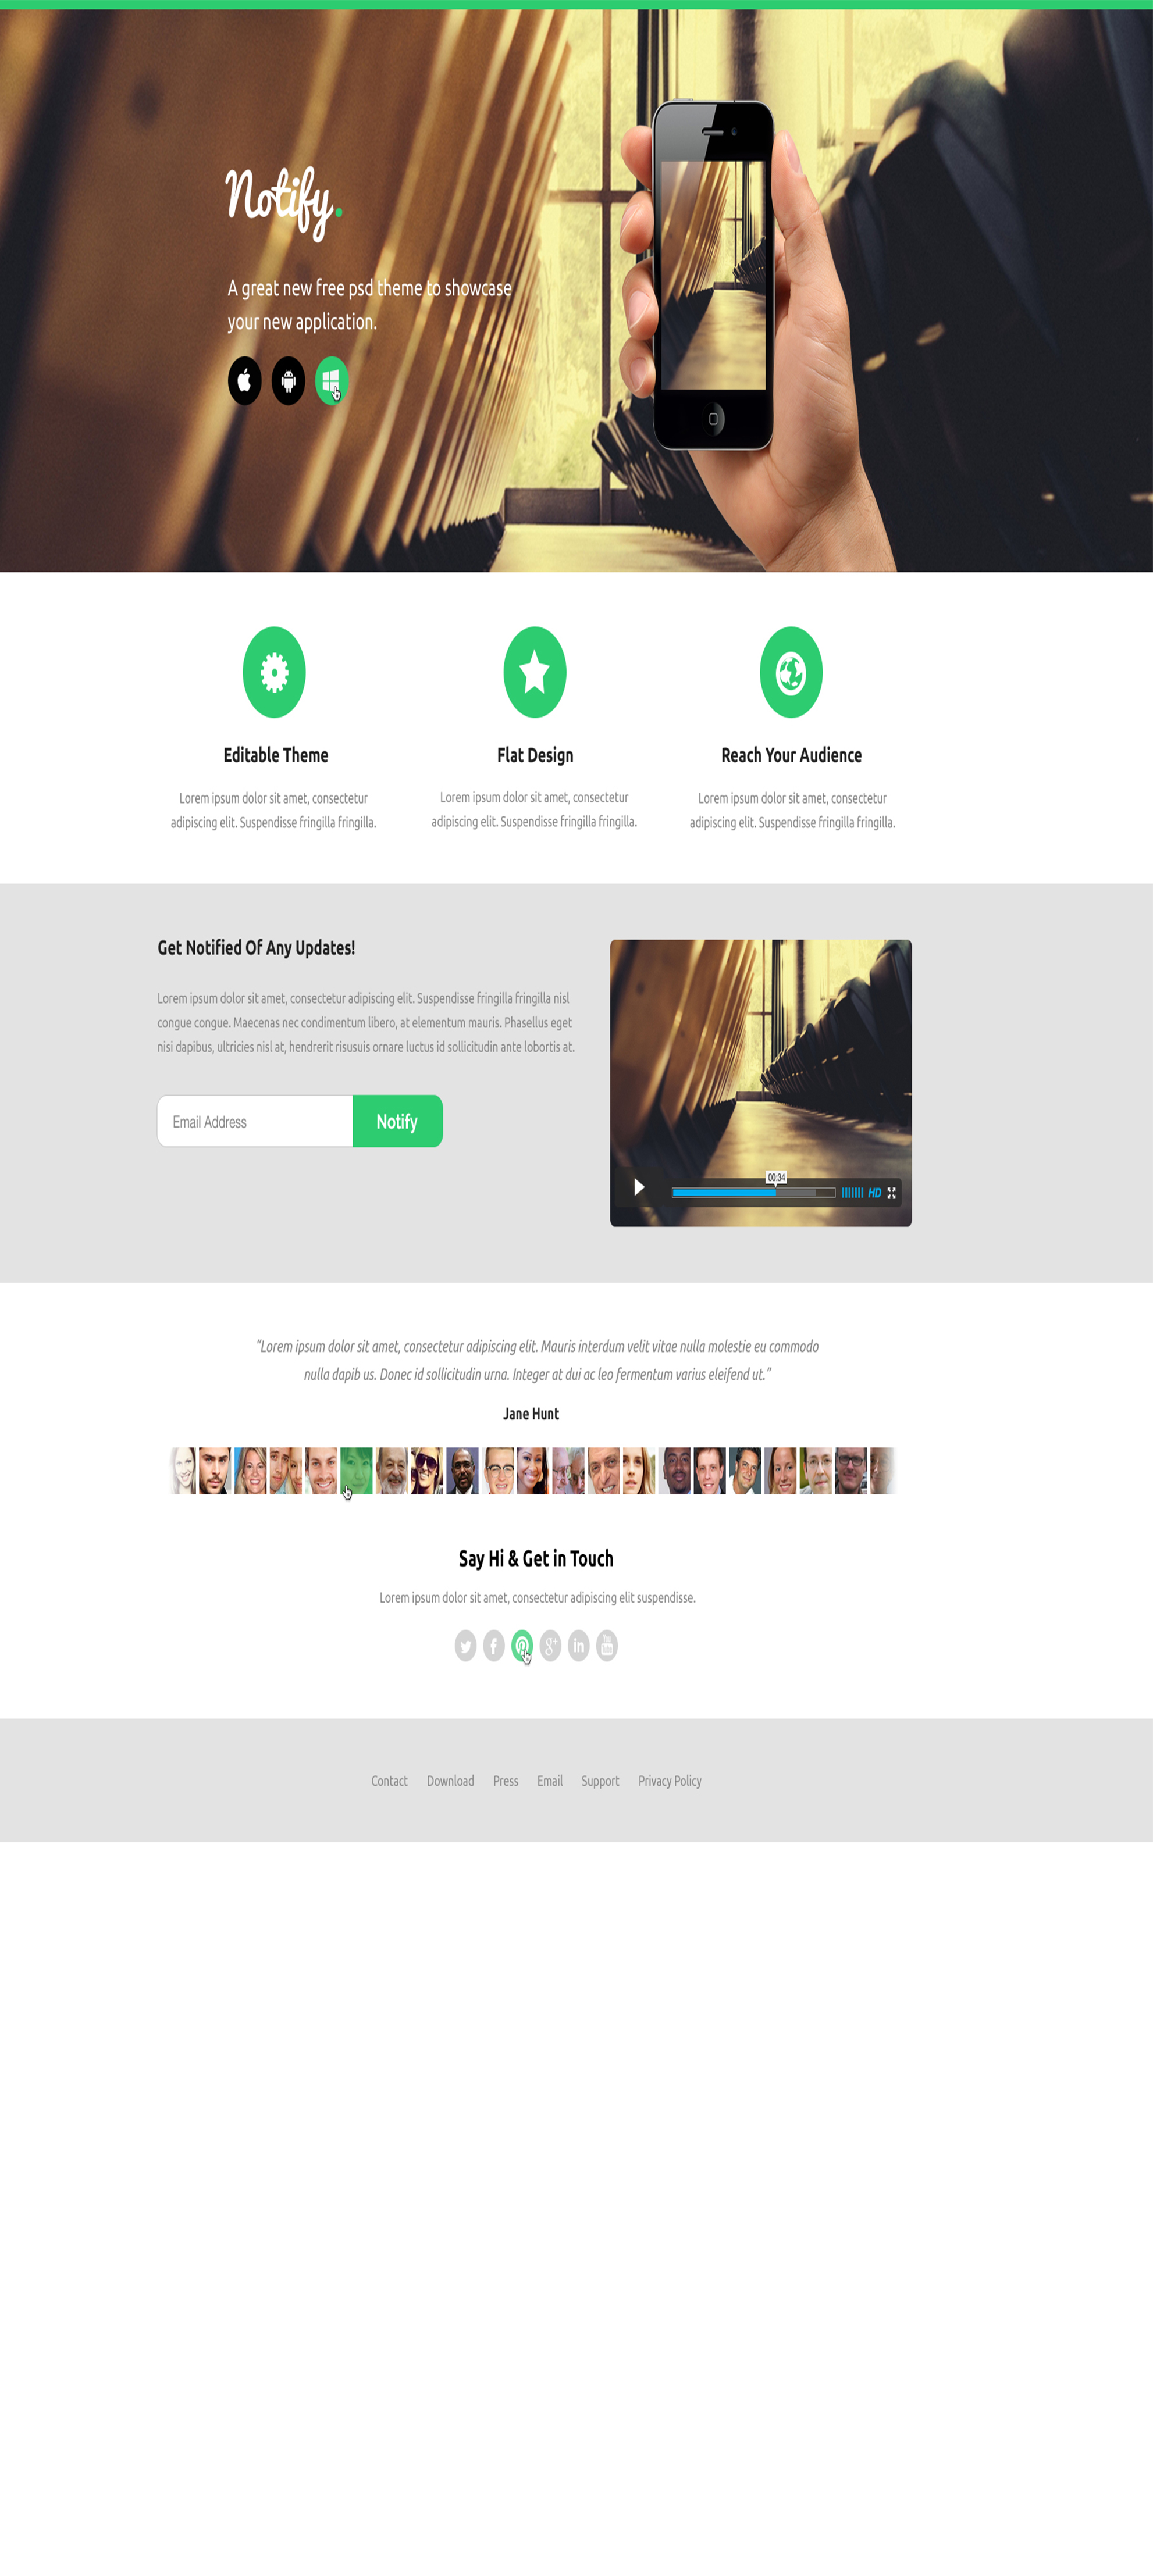 Notify.
A great new free psd theme to showcase
your new application.
Editable Theme
Flat Design
Reach Your Audience
Lorem ipsum dolor sit amet, consectetur
adipiscing elit. Suspendisse fringilla fringilla.
Lorem ipsum dolor sit amet, consectetur
adipiscing elit. Suspendisse fringilla fringilla.
Lorem ipsum dolor sit amet, consectetur
adipiscing elit. Suspendisse fringilla fringilla.
Get Notified Of Any Updates!
Lorem ipsum dolor sit amet, consectetur adipiscing elit. Suspendisse fringilla fringilla nisl
congue congue. Maecenas nec condimentum libero, at elementum mauris. Phasellus eget
nisi dapibus, ultricies nisl at, hendrerit risusuis ornare luctus id sollicitudin ante lobortis at.
Email Address
Notify
00:34
HD
"Lorem ipsum dolor sit amet, consectetur adipiscing elit. Mauris interdum velit vitae nulla molestie eu commodo
nulla dapib us. Donec id sollicitudin urna. Integer at dui ac leo fermentum varius eleifend ut."
Jane Hunt
Say Hi & Get in Touch
Lorem ipsum dolor sit amet, consectetur adipiscing elit suspendisse.
Contact Download Press Email Support Privacy Policy